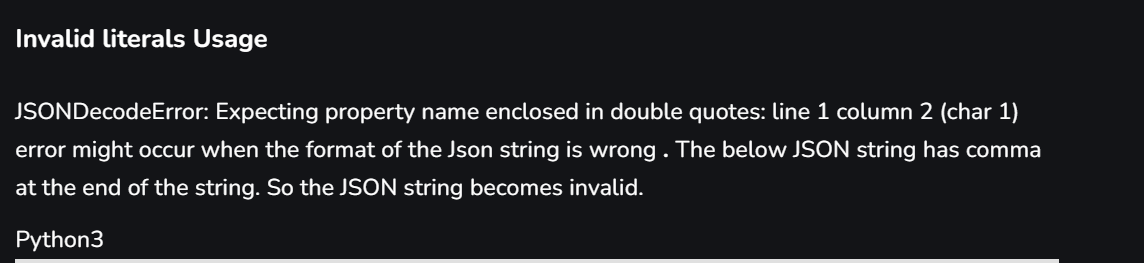 Invalid literals Usage
JSONDecodeError: Expecting property name enclosed in double quotes: line 1 column 2 (char 1)
error might occur when the format of the Json string is wrong . The below JSON string has comma
at the end of the string. So the JSON string becomes invalid.
Python3